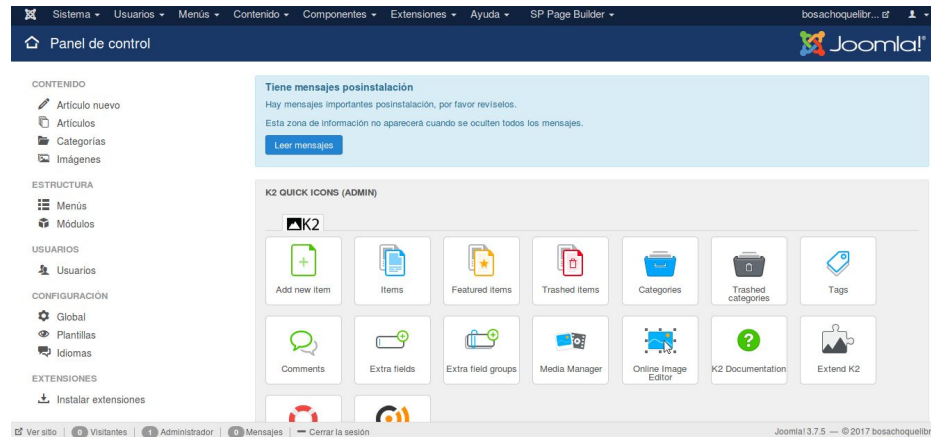 Sistema Usuarios Menús Contenido Componentes Extensiones Ayuda SP Page Builder bosachoquelibr...
Panel de control
Joomla!®
CONTENIDO
Artículo nuevo
Artículos
Categorías
Imágenes
ESTRUCTURA
Menús
Módulos
USUARIOS
Usuarios
CONFIGURACIÓN
Global
Plantillas
Idiomas
EXTENSIONES
Instalar extensiones
Tiene mensajes posinstalación
Hay mensajes importantes posinstalación, por favor revíselos.
Esta zona de información no aparecerá cuando se oculten todos los mensajes.
Leer mensajes
K2 QUICK ICONS (ADMIN)
K2
Add new item
Items
Featured items
Trashed items
Categories
Trashed
categories
Tags
Comments
Extra fields
Extra field groups
Media Manager
Online Image
Editor
K2 Documentation
Extend K2
Ver sitio 0 Visitantes 1 Administrador 0 Mensajes Cerrar la sesión Joomla! 3.7.5 — © 2017 bosachoquelibr